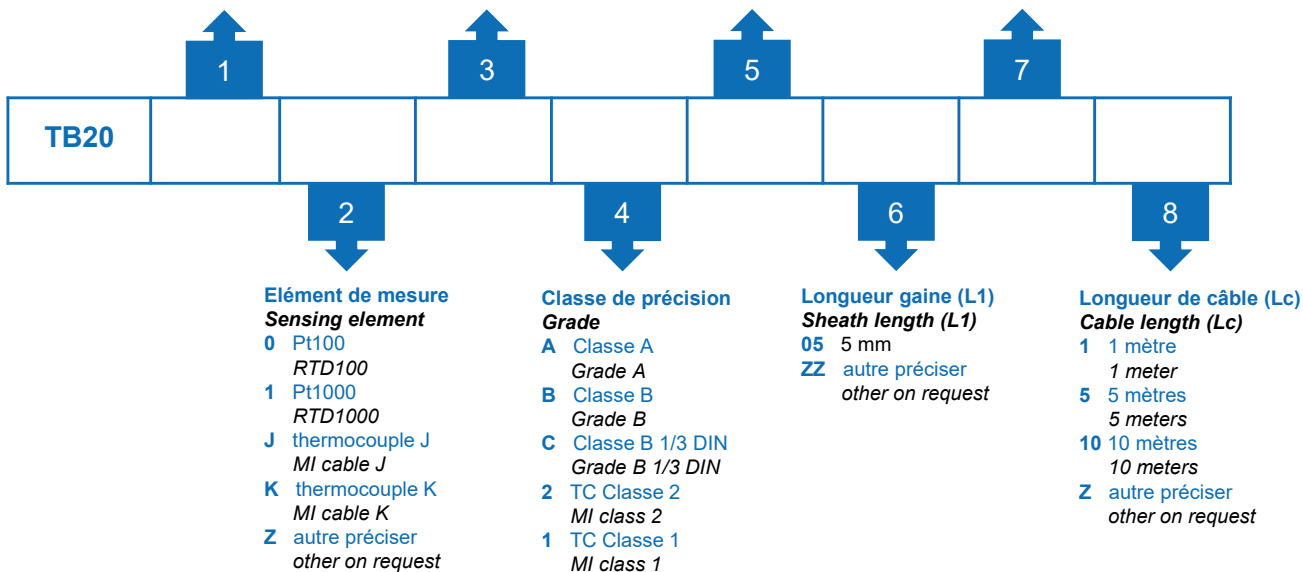 1
3
5
7
TB20
2
4
6
8
Elément de mesure
Sensing element
0 Pt100
RTD100
1 Pt1000
RTD1000
J thermocouple J
MI cable J
K thermocouple K
MI cable K
Z autre préciser
other on request
Classe de précision
Grade
A Classe A
Grade A
B Classe B
Grade B
C Classe B 1/3 DIN
Grade B 1/3 DIN
2 TC Classe 2
MI class 2
1 TC Classe 1
MI class 1
Longueur gaine (L1)
Sheath length (L1)
05 5 mm
ZZ autre préciser
other on request
Longueur de câble (Lc)
Cable length (Lc)
1 1 mètre
1 meter
5 5 mètres
5 meters
10 10 mètres
10 meters
Z autre préciser
other on request